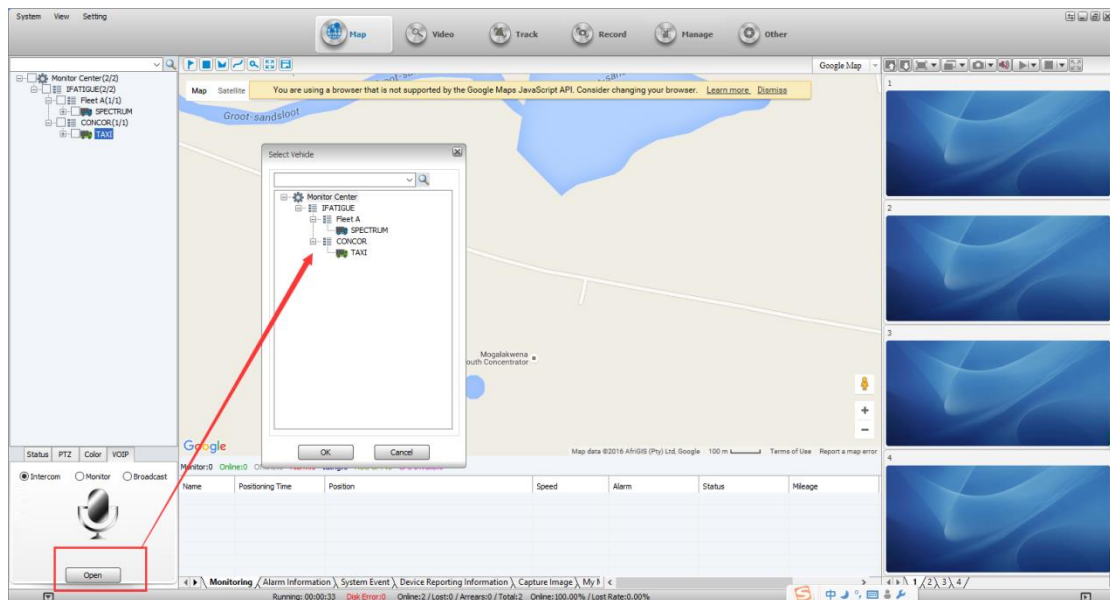 System View Setting
Map Video Track Record Manage Other
Monitor Center(2/2)
IFATIGUE(2/2)
Fleet A(1/1)
SPECTRUM
CONCOR(1/1)
TAXI
Google Map
Map Satellite
You are using a browser that is not supported by the Google Maps JavaScript API. Consider changing your browser. Learn more Dismiss
Groot-sandsloot
Select Vehicle
Monitor Center
IFATIGUE
Fleet A
SPECTRUM
CONCOR
TAXI
OK Cancel
Mogalakwena
outh Concentrator
Google
Map data ©2016 AfriGIS (Pty) Ltd, Google 100 m Terms of Use Report a map error
1
2
3
4
Status PTZ Color VOIP
Intercom Monitor Broadcast
Open
Monitor:0 Online:0
Name Positioning Time Position Speed Alarm Status Mileage
Monitoring Alarm Information System Event Device Reporting Information Capture Image My
1 2 3 4
Running: 00:00:33 Disk Error:0 Online:2 / Lost:0 / Arrears:0 / Total:2 Online:100.00% / Lost Rate:0.00%
中